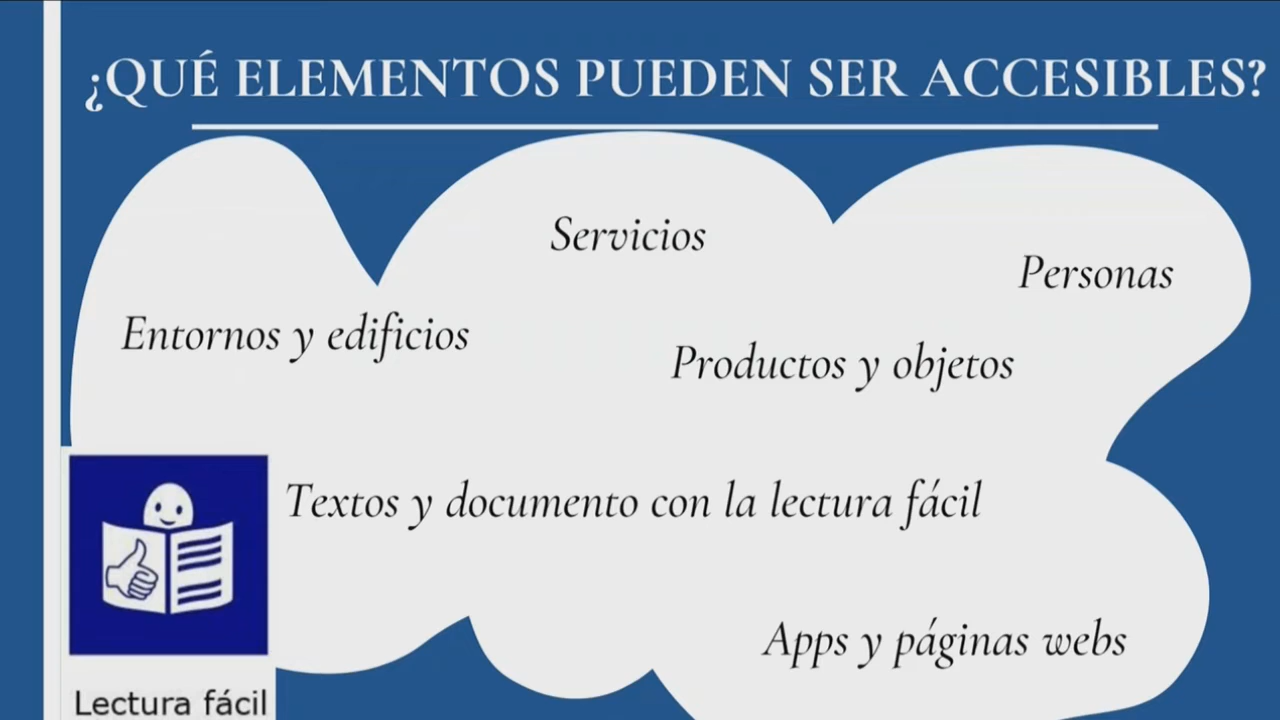 ¿QUÉ ELEMENTOS PUEDEN SER ACCESIBLES?
Servicios
Personas
Entornos y edificios
Productos y objetos
Textos y documento con la lectura fácil
Apps y páginas webs
Lectura fácil